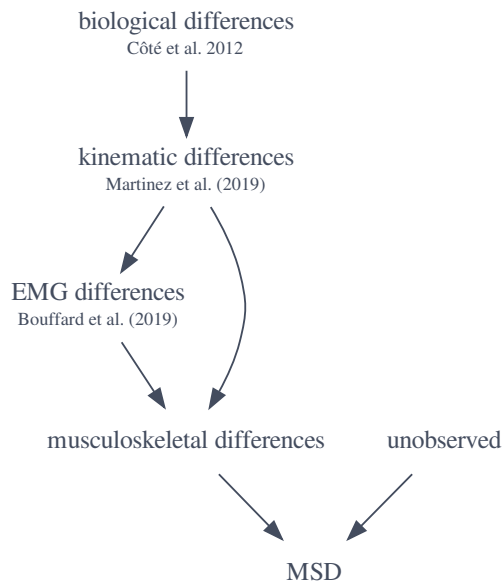 biological differences
Côté et al. 2012
kinematic differences
Martinez et al. (2019)
EMG differences
Bouffard et al. (2019)
musculoskeletal differences
unobserved
MSD